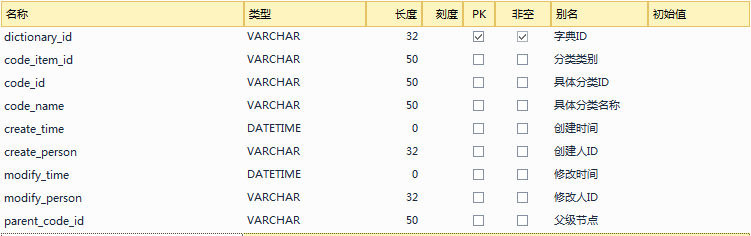 名称 类型 长度 刻度 PK 非空 别名 初始值
dictionary_id VARCHAR 32 字典ID
code_item_id VARCHAR 50 分类类别
code_id VARCHAR 50 具体分类ID
code_name VARCHAR 50 具体分类名称
create_time DATETIME 0 创建时间
create_person VARCHAR 32 创建人ID
modify_time DATETIME 0 修改时间
modify_person VARCHAR 32 修改人ID
parent_code_id VARCHAR 50 父级节点